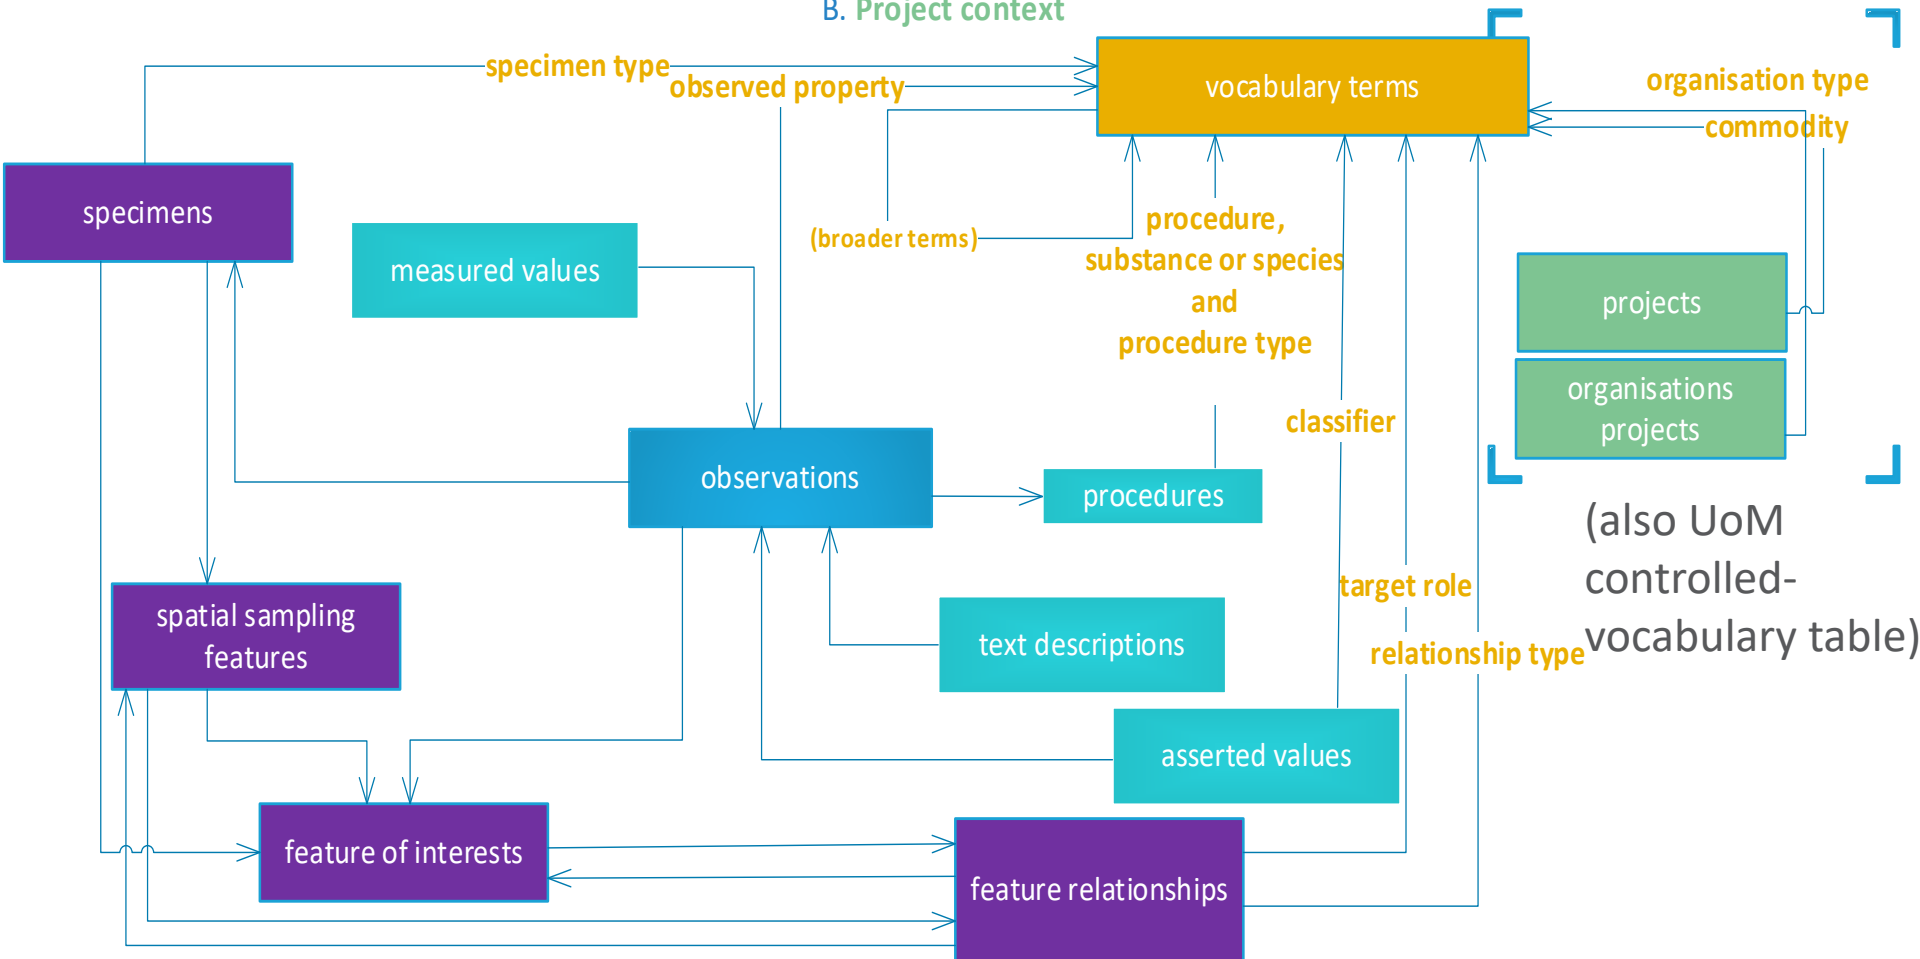 B. Project context
specimen type
observed property
vocabulary terms
organisation type
commodity
specimens
measured values
(broader terms)
procedure,
substance or species
and
procedure type
projects
organisations
projects
classifier
observations
procedures
(also UoM
controlled-
vocabulary table)
target role
relationship type
spatial sampling
features
text descriptions
asserted values
feature of interests
feature relationships